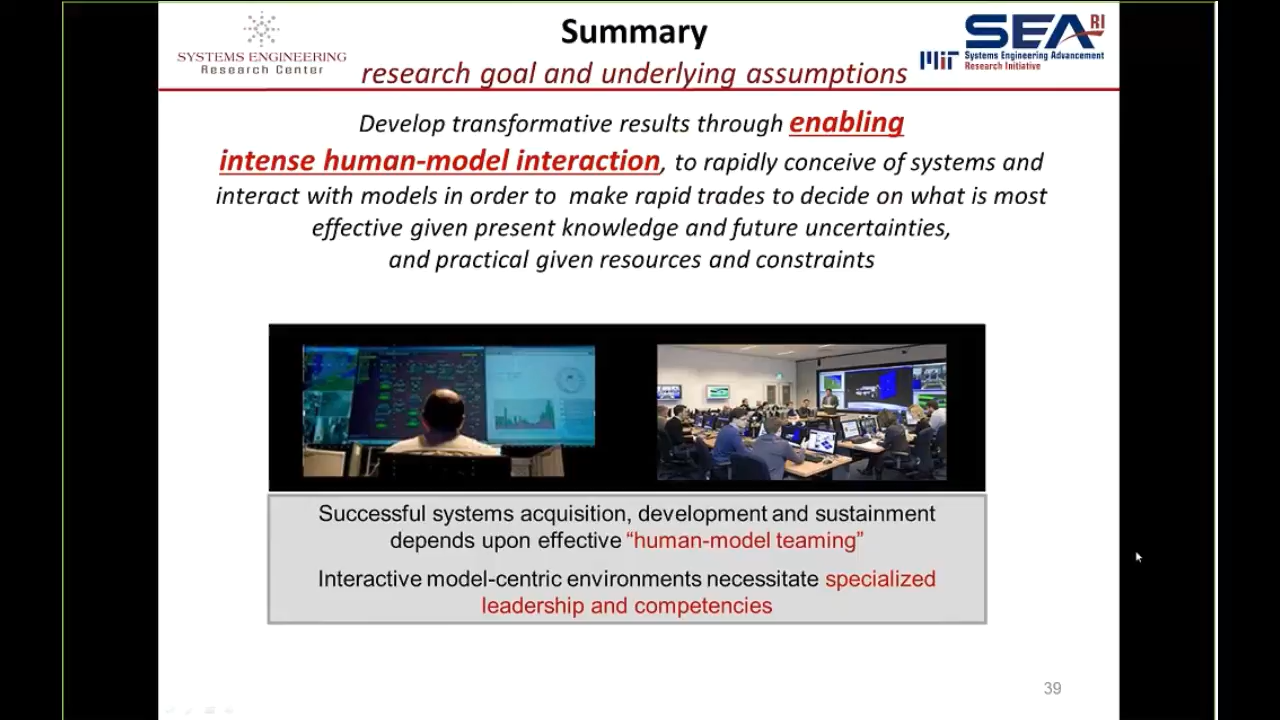 Summary
SYSTEMS ENGINEERING
Research Center
research goal and underlying assumptions
SEA RI
MIT Systems Engineering Advancement
Research Initiative
Develop transformative results through enabling
intense human-model interaction, to rapidly conceive of systems and
interact with models in order to make rapid trades to decide on what is most
effective given present knowledge and future uncertainties,
and practical given resources and constraints
Successful systems acquisition, development and sustainment
depends upon effective “human-model teaming”
Interactive model-centric environments necessitate specialized
leadership and competencies
39